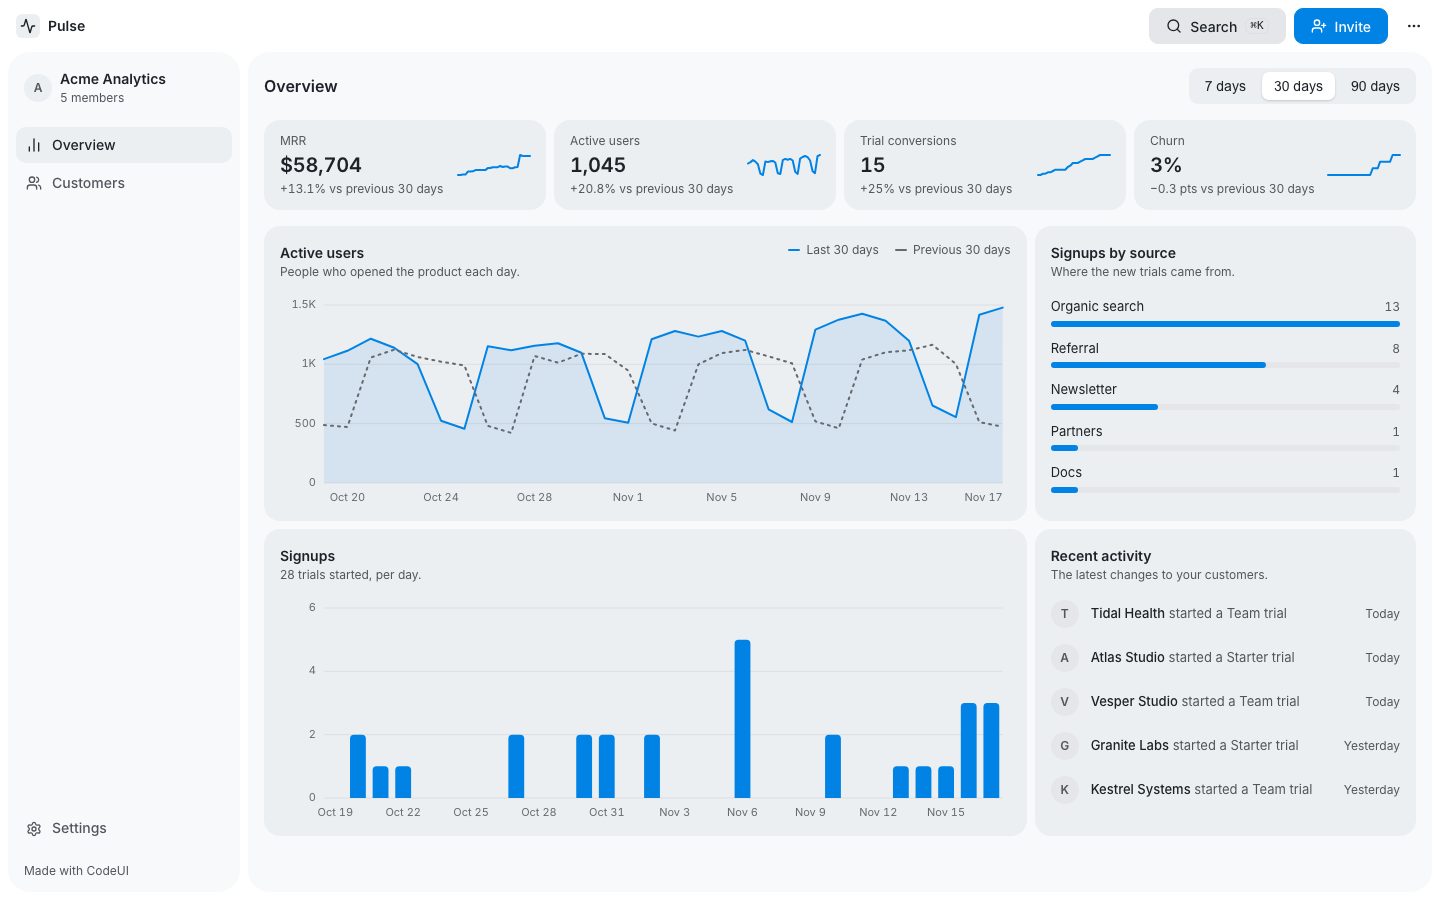 Pulse
Search ⌘K
Invite
A
Acme Analytics
5 members
Overview
Customers
Settings
Made with CodeUI
Overview
7 days
30 days
90 days
MRR
$58,704
+13.1% vs previous 30 days
Active users
1,045
+20.8% vs previous 30 days
Trial conversions
15
+25% vs previous 30 days
Churn
3%
−0.3 pts vs previous 30 days
Active users
People who opened the product each day.
Last 30 days
Previous 30 days
1.5K
1K
500
0
Oct 20 Oct 24 Oct 28 Nov 1 Nov 5 Nov 9 Nov 13 Nov 17
Signups by source
Where the new trials came from.
Organic search 13
Referral 8
Newsletter 4
Partners 1
Docs 1
Signups
28 trials started, per day.
6
4
2
0
Oct 19 Oct 22 Oct 25 Oct 28 Oct 31 Nov 3 Nov 6 Nov 9 Nov 12 Nov 15
Recent activity
The latest changes to your customers.
T Tidal Health started a Team trial Today
A Atlas Studio started a Starter trial Today
V Vesper Studio started a Team trial Today
G Granite Labs started a Starter trial Yesterday
K Kestrel Systems started a Team trial Yesterday